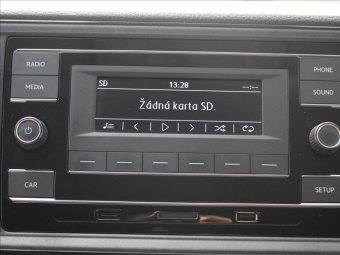 RADIO
MEDIA
SD 13:28 --:--
Žádná karta SD.
PHONE
SOUND
CAR
SETUP